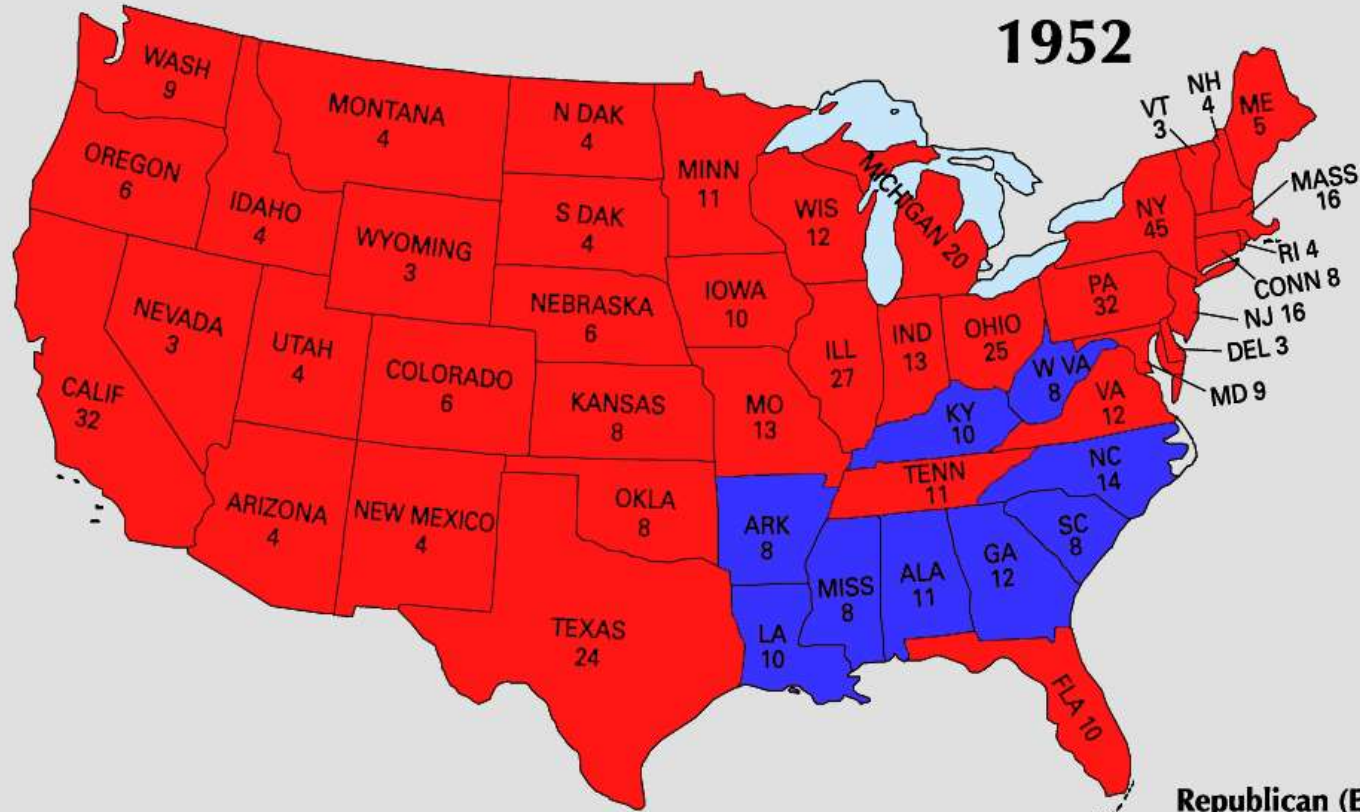 1952
WASH
9
OREGON
6
CALIF
32
NEVADA
3
IDAHO
4
MONTANA
4
WYOMING
3
UTAH
4
COLORADO
6
ARIZONA
4
NEW MEXICO
4
N DAK
4
S DAK
4
NEBRASKA
6
KANSAS
8
OKLA
8
TEXAS
24
MINN
11
IOWA
10
MO
13
ARK
8
LA
10
WIS
12
ILL
27
MICHIGAN 20
IND
13
OHIO
25
KY
10
TENN
11
MISS
8
ALA
11
GA
12
FLA 10
SC
8
NC
14
VA
12
W VA
8
PA
32
NY
45
VT
3
NH
4
ME
5
MASS
16
RI 4
CONN 8
NJ 16
DEL 3
MD 9
Republican (